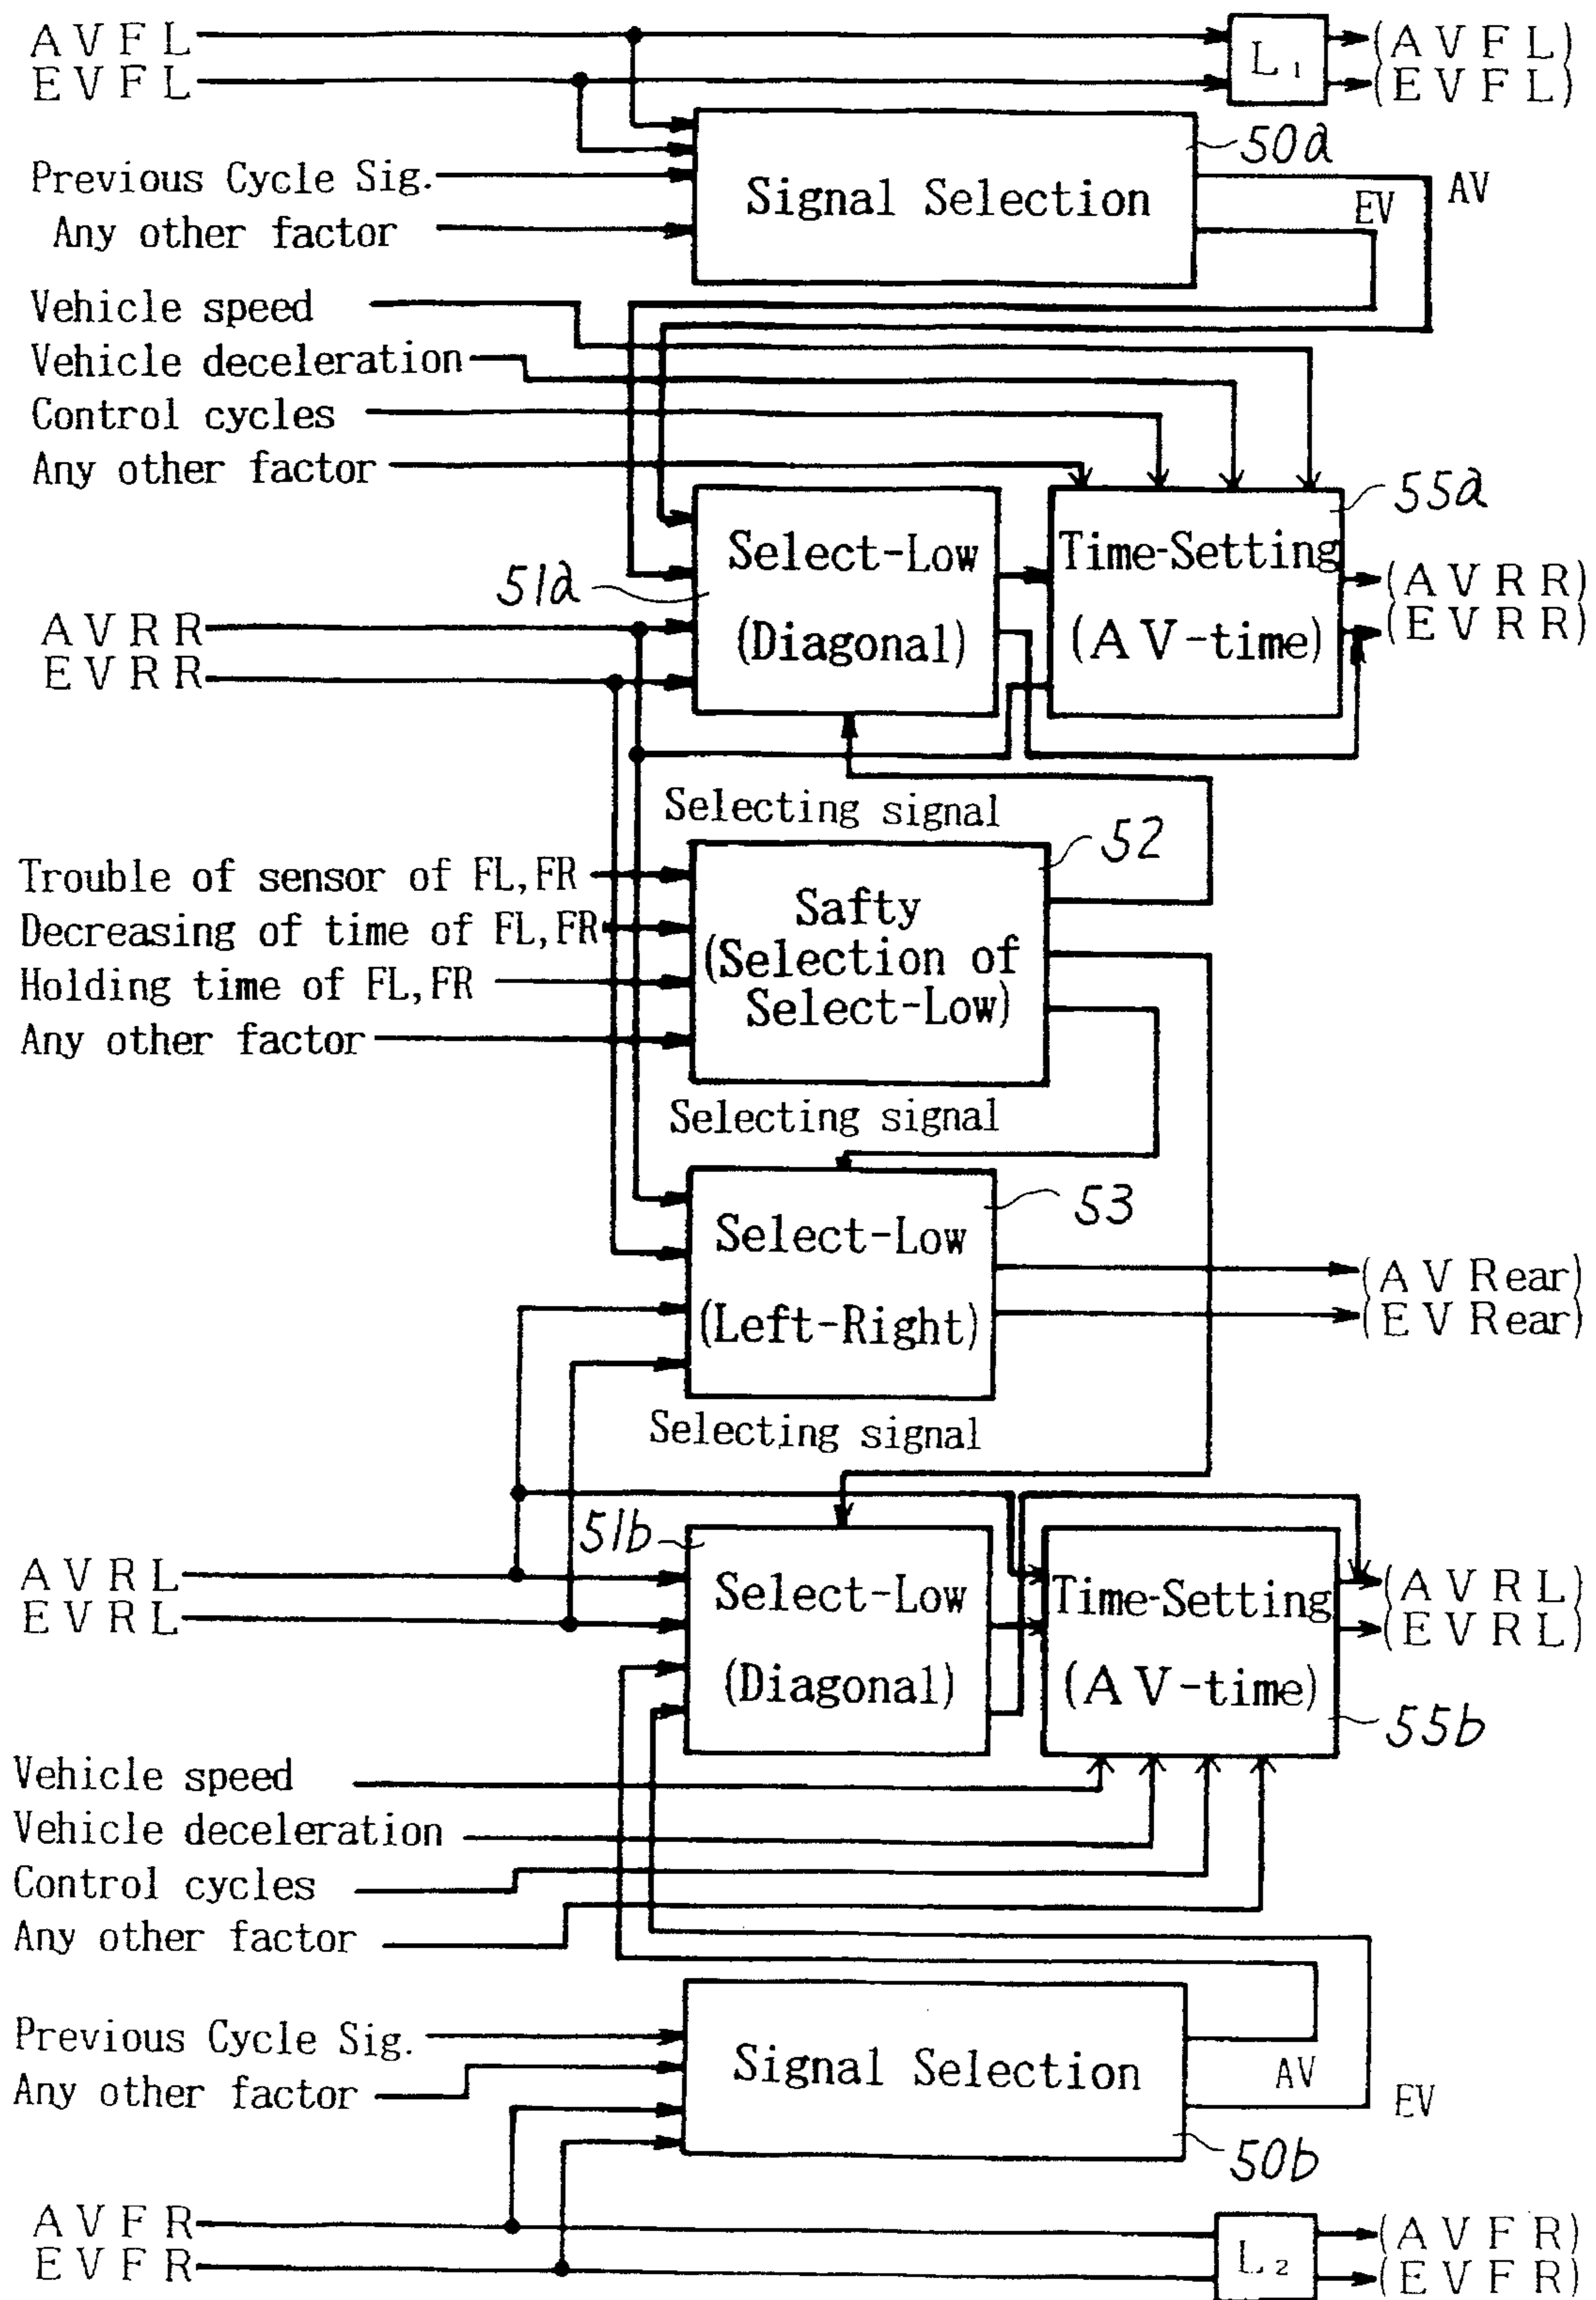 AVFL
EVFL
L₁
(AVFL)
(EVFL)
50a
Previous Cycle Sig.
Any other factor
Signal Selection
EV
AV
Vehicle speed
Vehicle deceleration
Control cycles
Any other factor
55a
51a
Select-Low
(Diagonal)
Time-Setting
(AV-time)
(AVRR)
(EVRR)
AVRR
EVRR
Selecting signal
52
Trouble of sensor of FL,FR
Decreasing of time of FL,FR
Holding time of FL,FR
Any other factor
Safty
(Selection of
Select-Low)
Selecting signal
53
Select-Low
(Left-Right)
(AV Rear)
(EV Rear)
Selecting signal
51b
AVRL
EVRL
Select-Low
(Diagonal)
Time-Setting
(AV-time)
(AVRL)
(EVRL)
55b
Vehicle speed
Vehicle deceleration
Control cycles
Any other factor
Previous Cycle Sig.
Any other factor
Signal Selection
AV
EV
50b
AVFR
EVFR
L₂
(AVFR)
(EVFR)